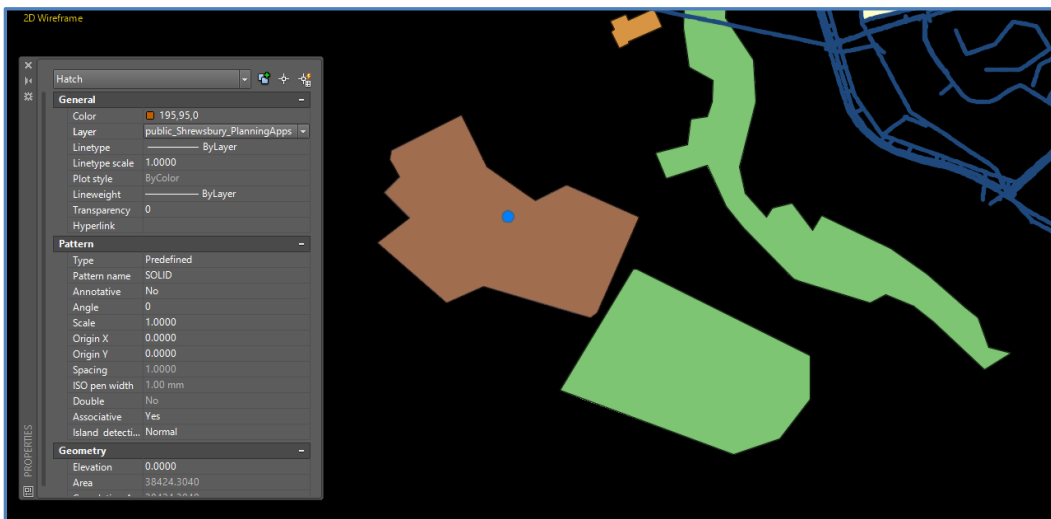 2D Wireframe
Hatch
General
Color 195,95,0
Layer public_Shrewsbury_PlanningApps
Linetype ByLayer
Linetype scale 1.0000
Plot style ByColor
Lineweight ByLayer
Transparency 0
Hyperlink
Pattern
Type Predefined
Pattern name SOLID
Annotative No
Angle 0
Scale 1.0000
Origin X 0.0000
Origin Y 0.0000
Spacing 1.0000
ISO pen width 1.00 mm
Double No
Associative Yes
Island detecti... Normal
Geometry
Elevation 0.0000
Area 38424.3040
PROPERTIES